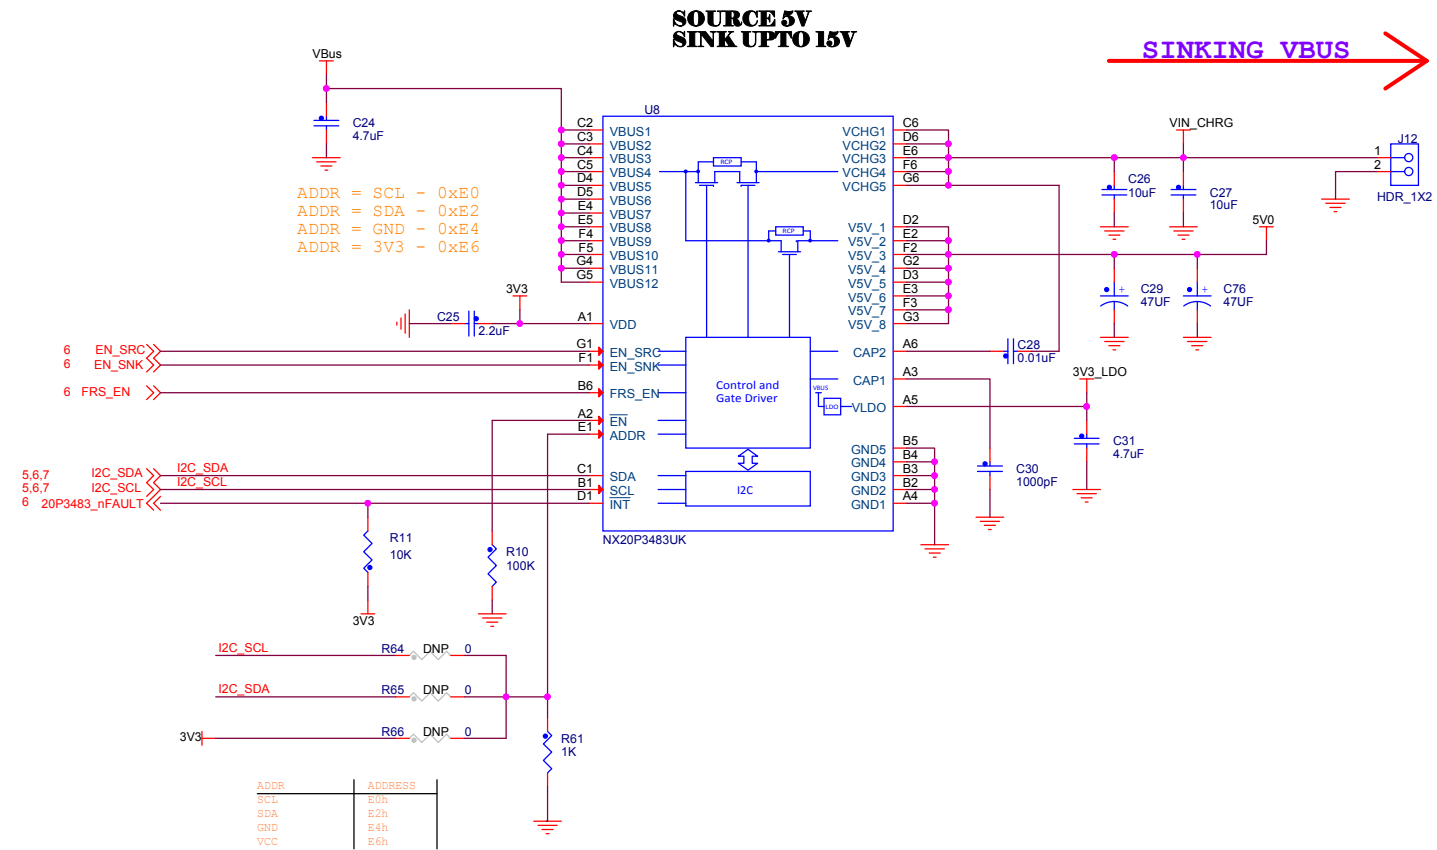 SOURCE 5V
SINK UPTO 15V
SINKING VBUS
VBus
C24
4.7uF
ADDR = SCL - 0xE0
ADDR = SDA - 0xE2
ADDR = GND - 0xE4
ADDR = 3V3 - 0xE6
U8
C2 VBUS1
C3 VBUS2
C4 VBUS3
C5 VBUS4
D4 VBUS5
D5 VBUS6
E4 VBUS7
E5 VBUS8
F4 VBUS9
F5 VBUS10
G4 VBUS11
G5 VBUS12
3V3
C25
2.2uF
A1 VDD
6 EN_SRC G1 EN_SRC
6 EN_SNK F1 EN_SNK
6 FRS_EN B6 FRS_EN
A2 EN
E1 ADDR
5,6,7 I2C_SDA I2C_SDA C1 SDA
5,6,7 I2C_SCL I2C_SCL B1 SCL
6 20P3483_nFAULT D1 INT
RCP
RCP
Control and
Gate Driver
VBUS
LDO
I2C
NX20P3483UK
VCHG1 C6
VCHG2 D6
VCHG3 E6
VCHG4 F6
VCHG5 G6
V5V_1 D2
V5V_2 E2
V5V_3 F2
V5V_4 G2
V5V_5 D3
V5V_6 E3
V5V_7 F3
V5V_8 G3
CAP2 A6
CAP1 A3
VLDO A5
GND5 B5
GND4 B4
GND3 B3
GND2 B2
GND1 A4
VIN_CHRG
J12
1
2
HDR_1X2
C26
10uF
C27
10uF
5V0
+
C29
47UF
+
C76
47UF
C28
0.01uF
3V3_LDO
C31
4.7uF
C30
1000pF
R11
10K
3V3
R10
100K
I2C_SCL R64 DNP 0
I2C_SDA R65 DNP 0
3V3 R66 DNP 0
R61
1K
ADDR ADDRESS
SCL E0h
SDA E2h
GND E4h
VCC E6h